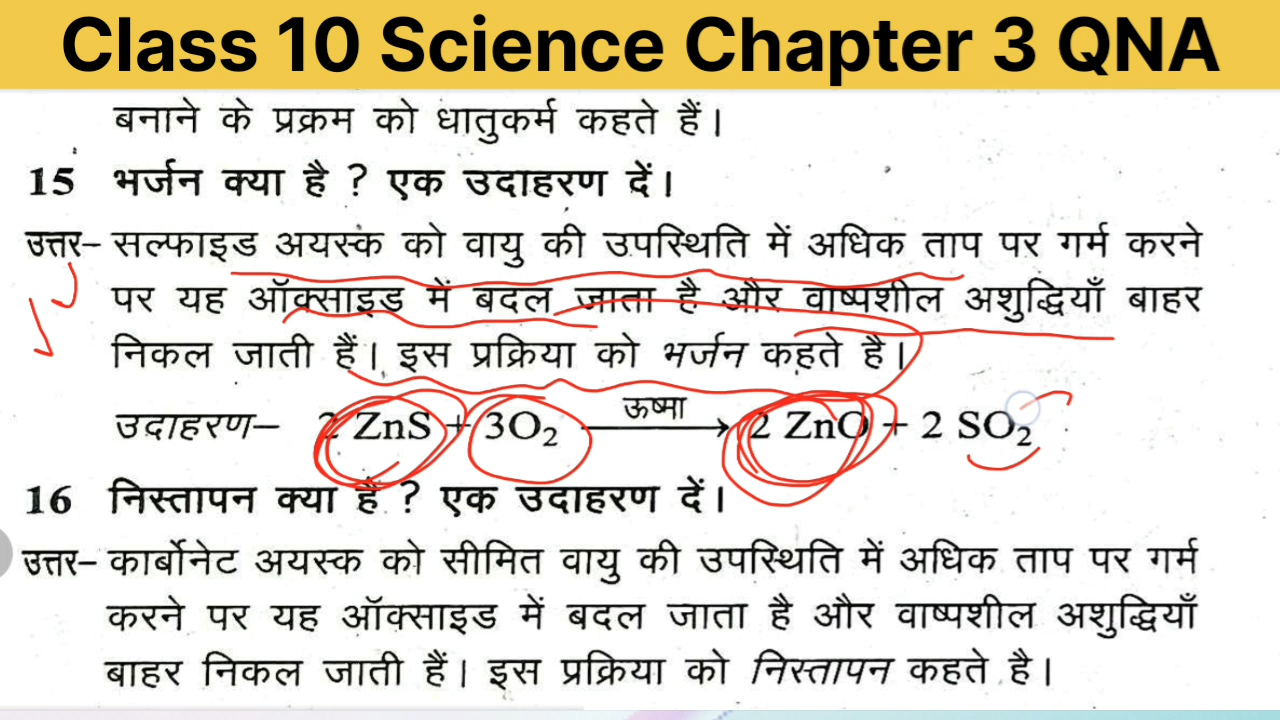 Class 10 Science Chapter 3 QNA
बनाने के प्रक्रम को धातुकर्म कहते हैं।
15 भर्जन क्या है ? एक उदाहरण दें।
उत्तर– सल्फाइड अयस्क को वायु की उपस्थिति में अधिक ताप पर गर्म करने
पर यह ऑक्साइड में बदल जाता है और वाष्पशील अशुद्धियाँ बाहर
निकल जाती हैं। इस प्रक्रिया को भर्जन कहते है।
उदाहरण– 2 ZnS + 3O₂ ऊष्मा ⟶ 2 ZnO + 2 SO₂
16 निस्तापन क्या है ? एक उदाहरण दें।
उत्तर– कार्बोनेट अयस्क को सीमित वायु की उपस्थिति में अधिक ताप पर गर्म
करने पर यह ऑक्साइड में बदल जाता है और वाष्पशील अशुद्धियाँ
बाहर निकल जाती हैं। इस प्रक्रिया को निस्तापन कहते है।